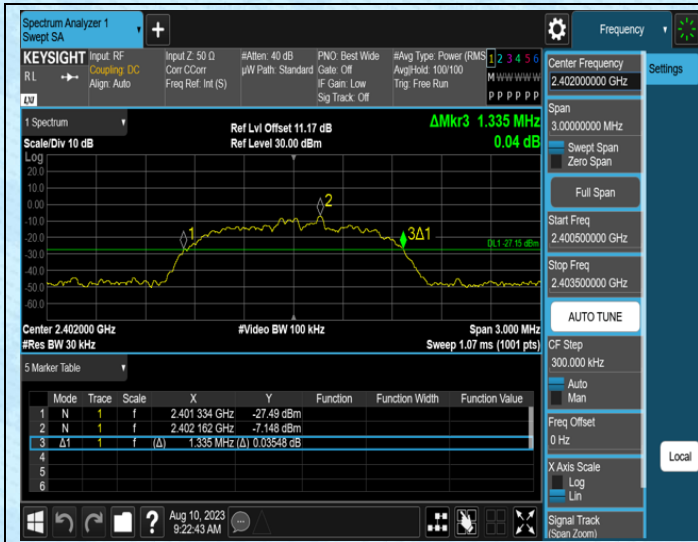 Spectrum Analyzer 1
Swept SA
+
Frequency
KEYSIGHT
Input: RF
Coupling: DC
Align: Auto
Input Z: 50 Ω
Corr CCorr
Freq Ref: Int (S)
#Atten: 40 dB
µW Path: Standard
PNO: Best Wide
Gate: Off
IF Gain: Low
Sig Track: Off
#Avg Type: Power (RMS
Avg|Hold: 100/100
Trig: Free Run
1 2 3 4 5 6
M W W W W W
P P P P P P
R L
LXI
1 Spectrum
Scale/Div 10 dB
Ref Lvl Offset 11.17 dB
Ref Level 30.00 dBm
ΔMkr3 1.335 MHz
0.04 dB
Log
20.0
10.0
0.00
-10.0
-20.0
-30.0
-40.0
-50.0
-60.0
1
2
3Δ1
DL1 -27.15 dBm
Center 2.402000 GHz
#Video BW 100 kHz
Span 3.000 MHz
#Res BW 30 kHz
Sweep 1.07 ms (1001 pts)
5 Marker Table
Mode Trace Scale X Y Function Function Width Function Value
1 N 1 f 2.401 334 GHz -27.49 dBm
2 N 1 f 2.402 162 GHz -7.148 dBm
3 Δ1 1 f (Δ) 1.335 MHz (Δ) 0.03548 dB
4
5
6
?
Aug 10, 2023
9:22:43 AM
Center Frequency
2.402000000 GHz
Settings
Span
3.00000000 MHz
Swept Span
Zero Span
Full Span
Start Freq
2.400500000 GHz
Stop Freq
2.403500000 GHz
AUTO TUNE
CF Step
300.000 kHz
Auto
Man
Freq Offset
0 Hz
X Axis Scale
Log
Lin
Local
Signal Track
(Span Zoom)